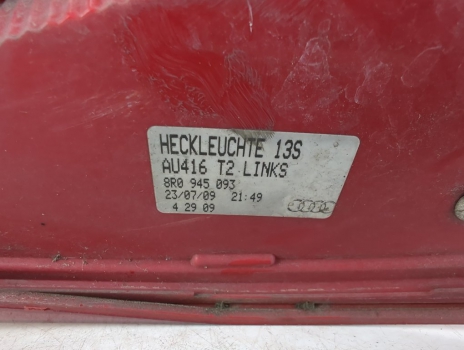 HECKLEUCHTE 13S
AU416 T2 LINKS
8R0 945 093
23/07/09 21:49
4 29 09